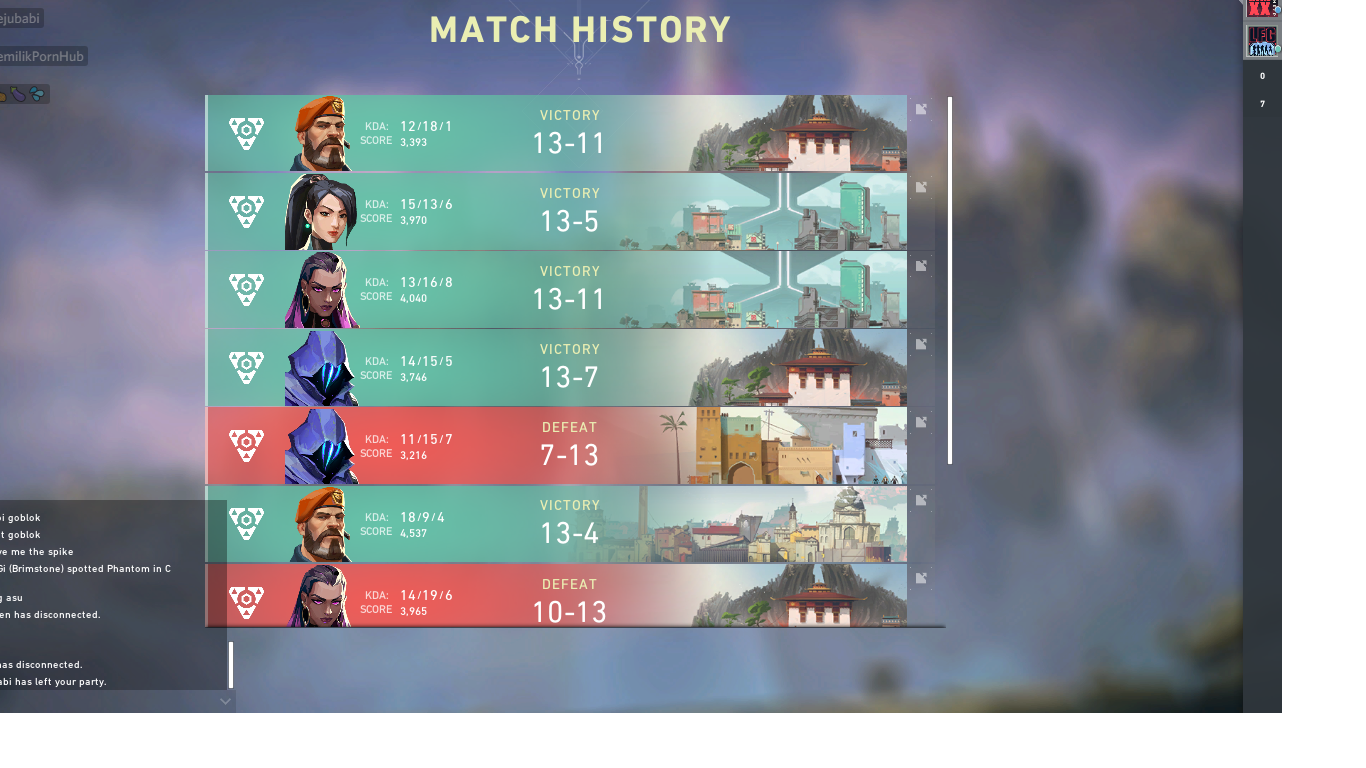 ejubabi
MATCH HISTORY
emilikPornHub
0
7
KDA: 12/18/1
SCORE 3,393
VICTORY
13-11
KDA: 15/13/6
SCORE 3,970
VICTORY
13-5
KDA: 13/16/8
SCORE 4,040
VICTORY
13-11
KDA: 14/15/5
SCORE 3,746
VICTORY
13-7
KDA: 11/15/7
SCORE 3,216
DEFEAT
7-13
KDA: 18/9/4
SCORE 4,537
VICTORY
13-4
KDA: 14/19/6
SCORE 3,965
DEFEAT
10-13
i goblok
t goblok
ve me the spike
Gi (Brimstone) spotted Phantom in C
g asu
en has disconnected.
has disconnected.
abi has left your party.